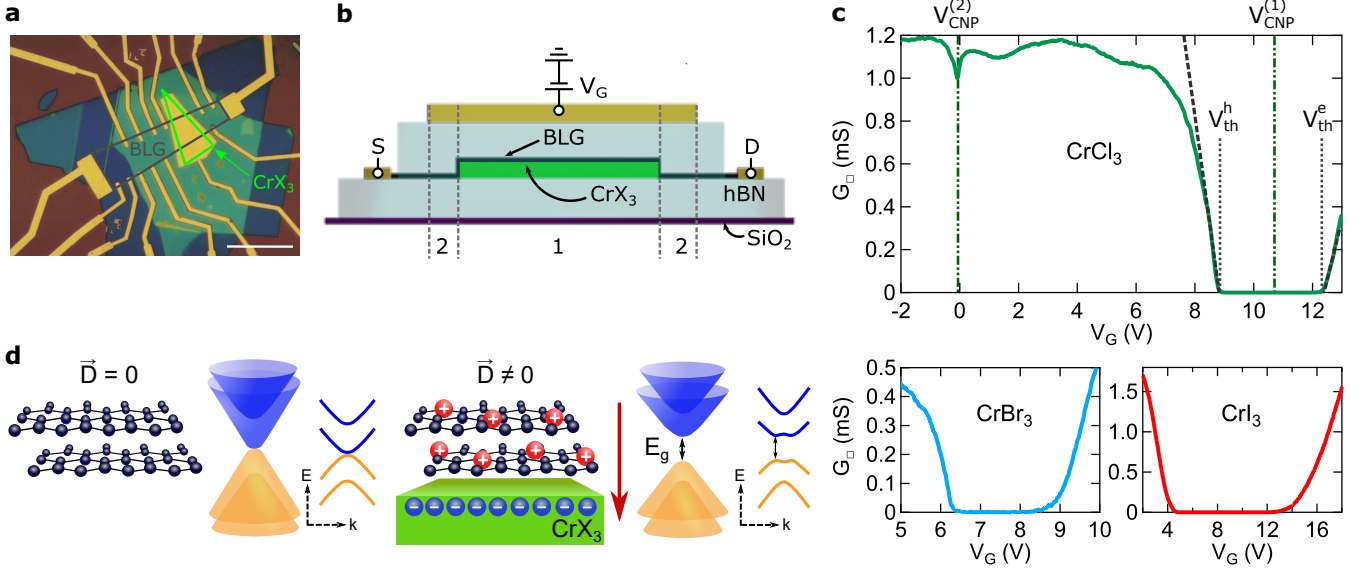 a
BLG
CrX₃
b
V_G
S
BLG
D
CrX₃
hBN
SiO₂
2
1
2
c
V_CNP^(2)
V_CNP^(1)
1.2
1.0
0.8
0.6
0.4
0.2
0
G□ (mS)
CrCl₃
V_th^h
V_th^e
-2
0
2
4
6
8
10
12
V_G (V)
0.5
0.4
0.3
0.2
0.1
0
G□ (mS)
CrBr₃
5
6
7
8
9
10
V_G (V)
1.5
1.0
0.5
0
CrI₃
4
8
12
16
V_G (V)
d
D⃗ = 0
E
k
D⃗ ≠ 0
+ +
+
+ +
+ +
− − − − − − − −
CrX₃
E_g
E
k